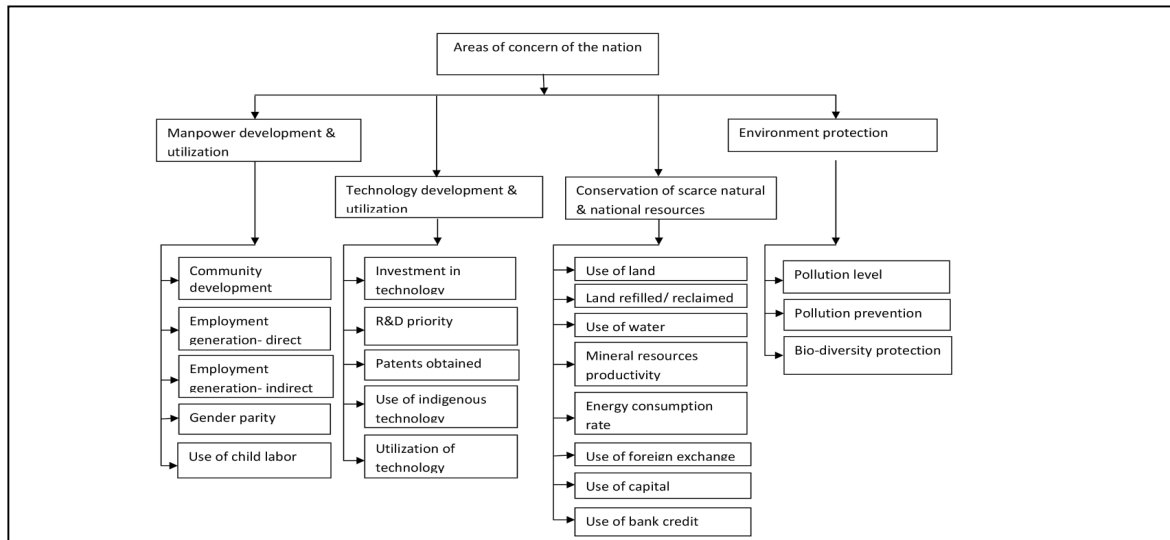 Areas of concern of the nation
Manpower development &
utilization
Environment protection
Technology development &
utilization
Conservation of scarce natural
& national resources
Community
development
Employment
generation- direct
Employment
generation- indirect
Gender parity
Use of child labor
Investment in
technology
R&D priority
Patents obtained
Use of indigenous
technology
Utilization of
technology
Use of land
Land refilled/ reclaimed
Use of water
Mineral resources
productivity
Energy consumption
rate
Use of foreign exchange
Use of capital
Use of bank credit
Pollution level
Pollution prevention
Bio-diversity protection